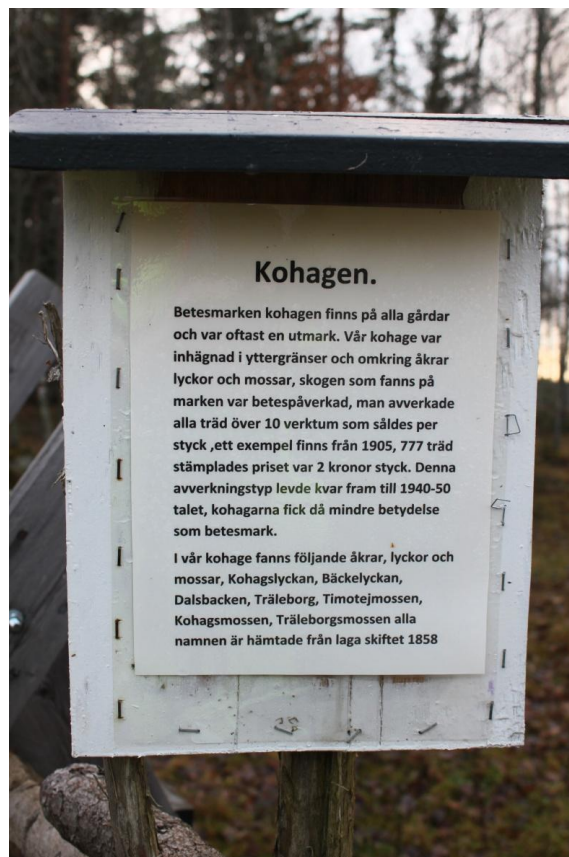 Kohagen.
Betesmarken kohagen finns på alla gårdar
och var oftast en utmark. Vår kohage var
inhägnad i yttergränser och omkring åkrar
lyckor och mossar, skogen som fanns på
marken var betespåverkad, man avverkade
alla träd över 10 verktum som såldes per
styck ,ett exempel finns från 1905, 777 träd
stämplades priset var 2 kronor styck. Denna
avverkningstyp levde kvar fram till 1940-50
talet, kohagarna fick då mindre betydelse
som betesmark.
I vår kohage fanns följande åkrar, lyckor och
mossar, Kohagslyckan, Bäckelyckan,
Dalsbacken, Träleborg, Timotejmossen,
Kohagsmossen, Träleborgsmossen alla
namnen är hämtade från laga skiftet 1858